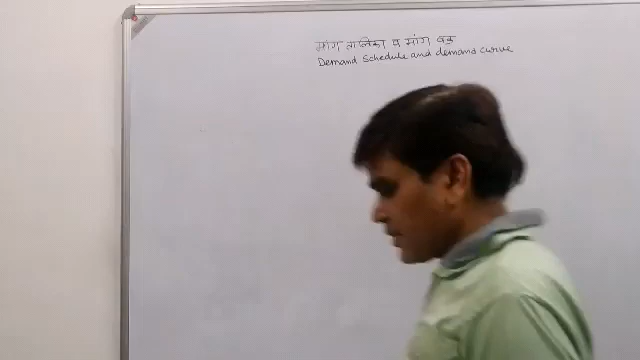 मांग तालिका व मांग वक्र
Demand Schedule and demand curve